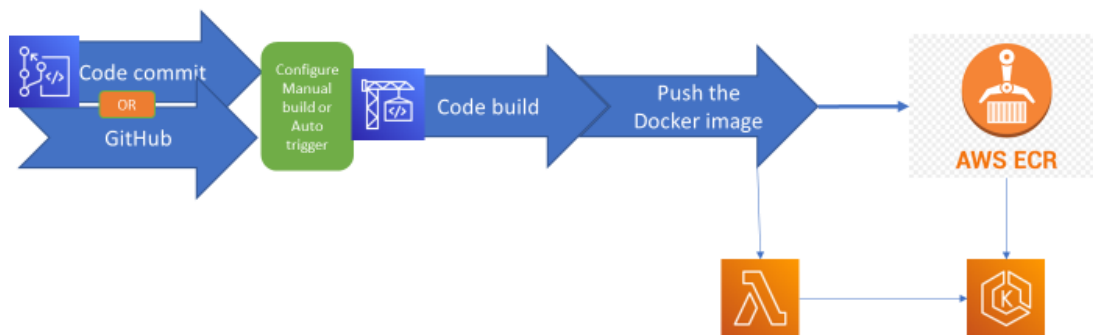 Code commit
OR
GitHub
Configure
Manual
build or
Auto
trigger
Code build
Push the
Docker image
AWS ECR
K